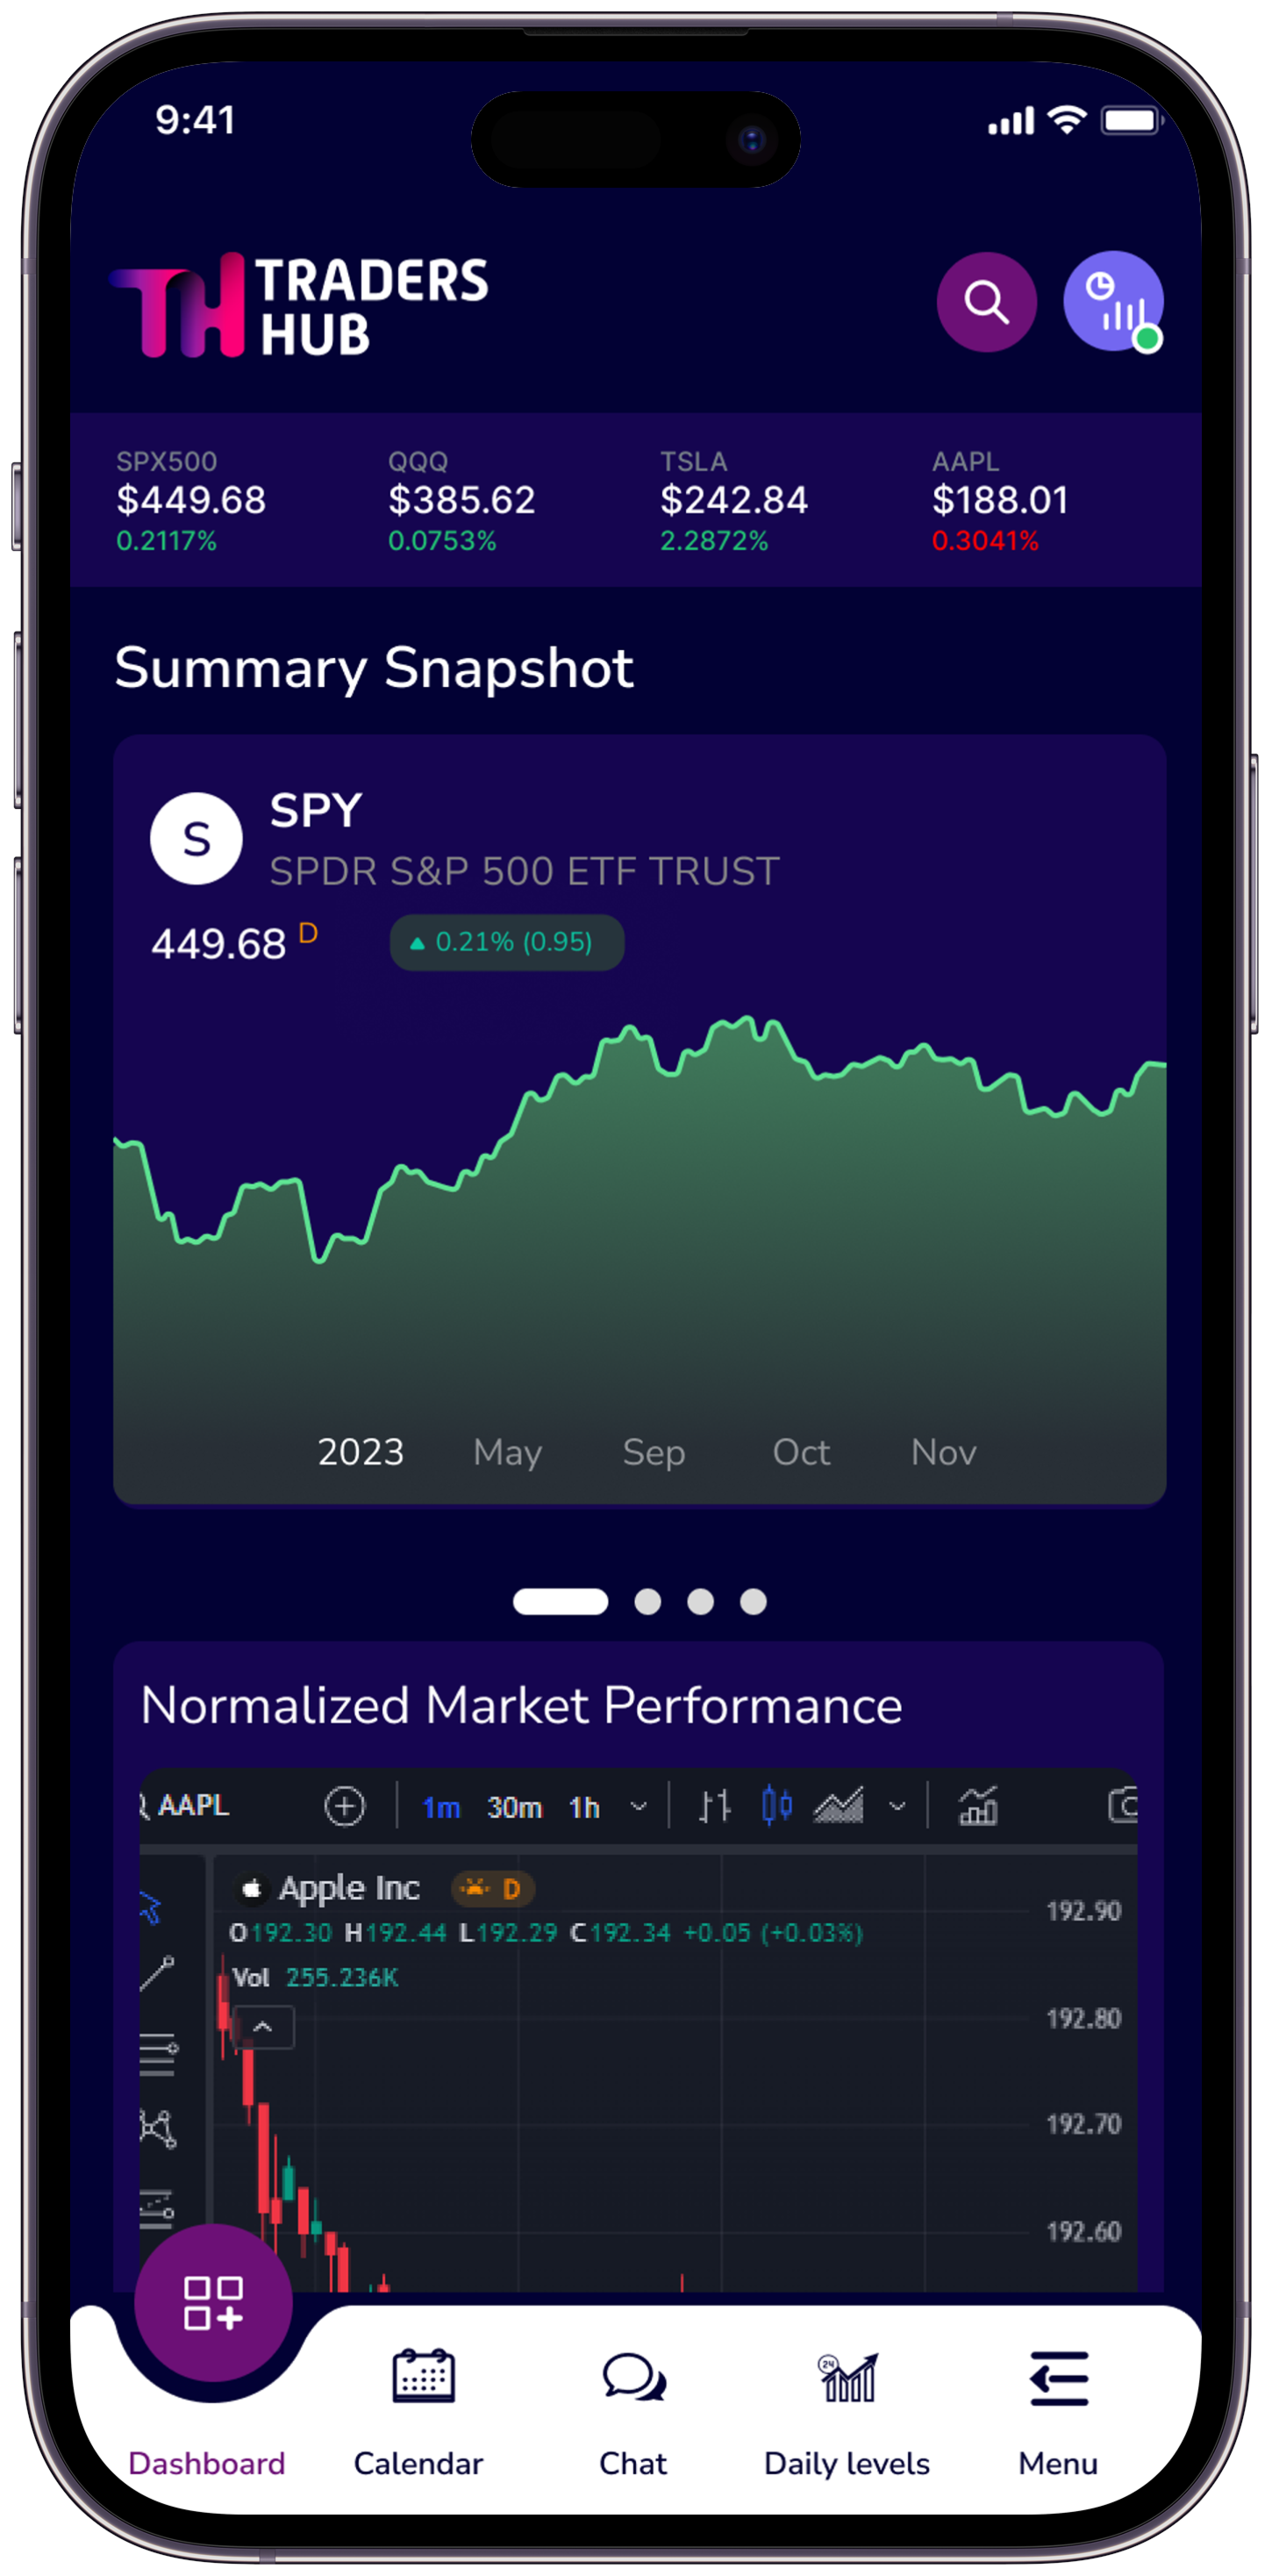 9:41
TRADERS
HUB
SPX500 QQQ TSLA AAPL
$449.68 $385.62 $242.84 $188.01
0.2117% 0.0753% 2.2872% 0.3041%
Summary Snapshot
S
SPY
SPDR S&P 500 ETF TRUST
449.68 D 0.21% (0.95)
2023 May Sep Oct Nov
Normalized Market Performance
AAPL 1m 30m 1h
Apple Inc D
192.90
O192.30 H192.44 L192.29 C192.34 +0.05 (+0.03%)
Vol 255.236K
192.80
192.70
192.60
24
Dashboard Calendar Chat Daily levels Menu